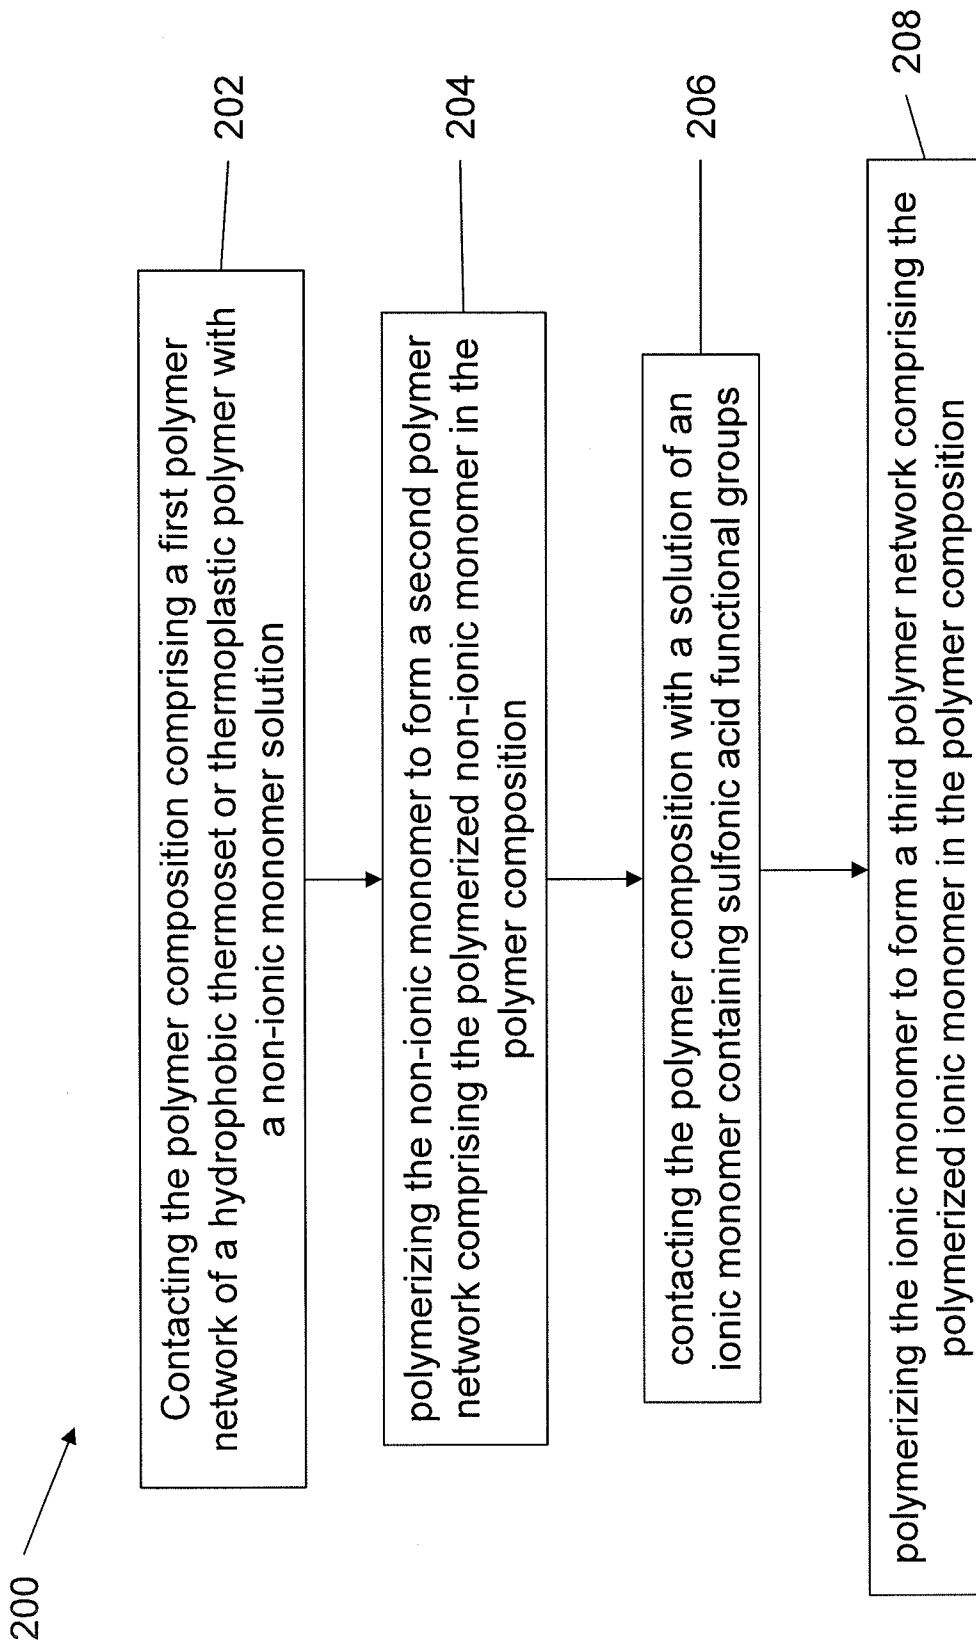 200
Contacting the polymer composition comprising a first polymer
network of a hydrophobic thermoset or thermoplastic polymer with
a non-ionic monomer solution
202
polymerizing the non-ionic monomer to form a second polymer
network comprising the polymerized non-ionic monomer in the
polymer composition
204
contacting the polymer composition with a solution of an
ionic monomer containing sulfonic acid functional groups
206
polymerizing the ionic monomer to form a third polymer network comprising the
polymerized ionic monomer in the polymer composition
208